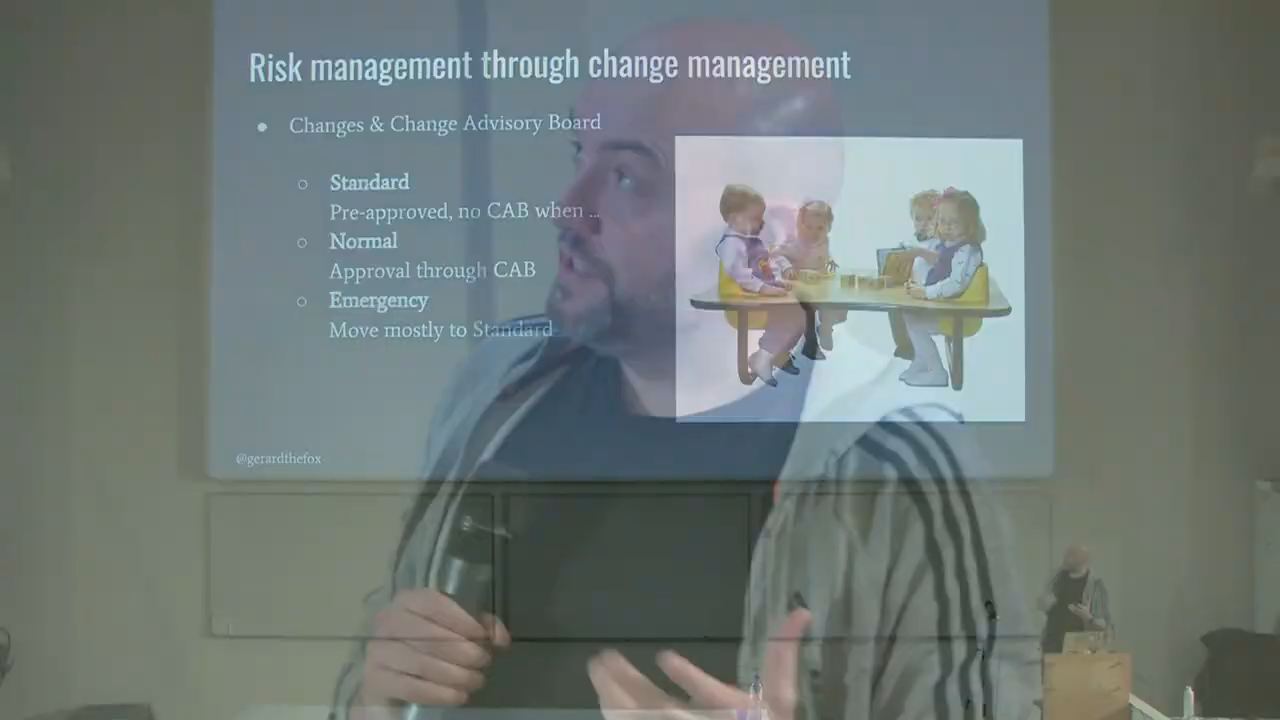 Risk management through change management
● Changes & Change Advisory Board
○ Standard
Pre-approved, no CAB when ...
○ Normal
Approval through CAB
○ Emergency
Move mostly to Standard
@gerardthefox